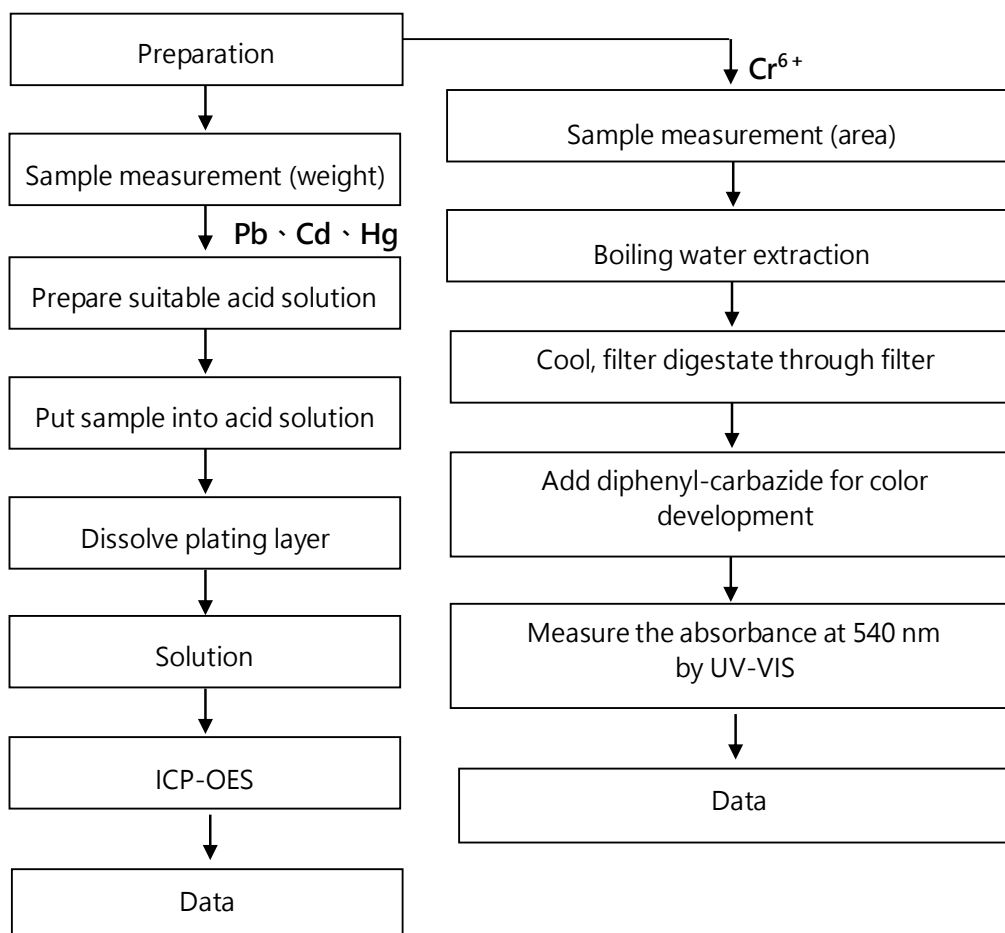 Preparation
Sample measurement (weight)
Pb、Cd、Hg
Prepare suitable acid solution
Put sample into acid solution
Dissolve plating layer
Solution
ICP-OES
Data
Cr⁶⁺
Sample measurement (area)
Boiling water extraction
Cool, filter digestate through filter
Add diphenyl-carbazide for color
development
Measure the absorbance at 540 nm
by UV-VIS
Data